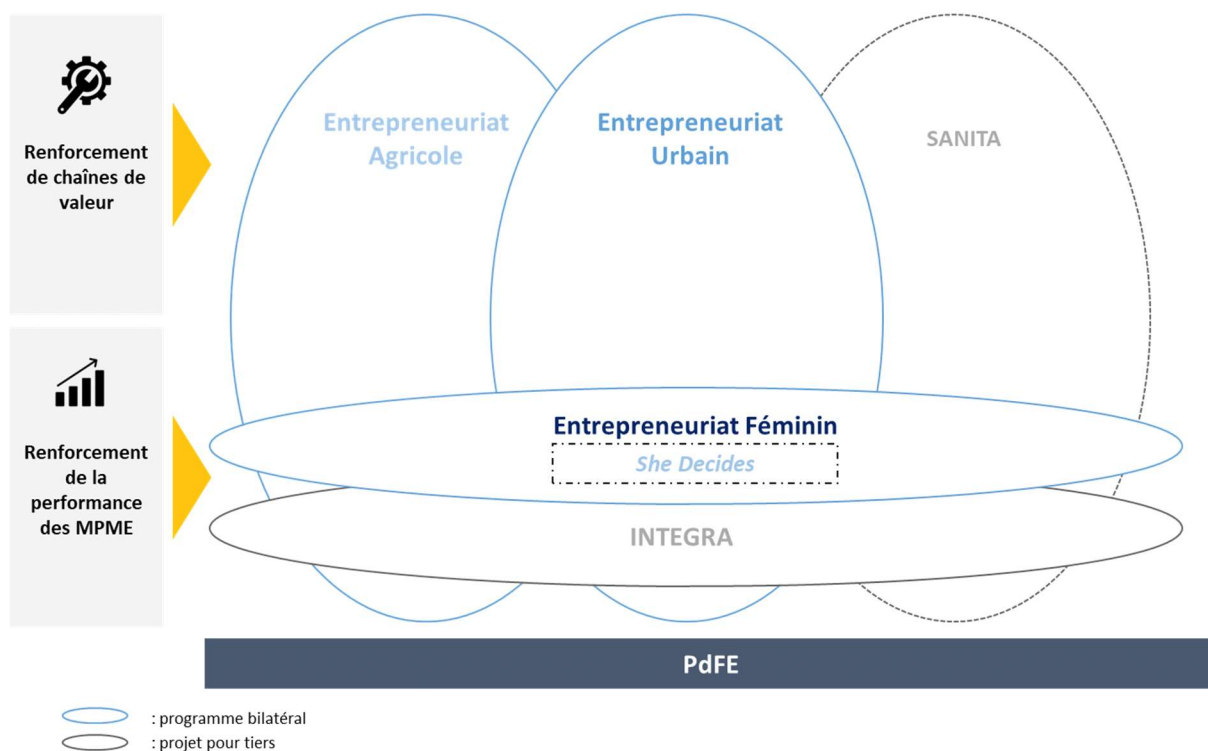 Renforcement
de chaînes de
valeur
Entrepreneuriat
Agricole
Entrepreneuriat
Urbain
SANITA
Renforcement
de la
performance
des MPME
Entrepreneuriat Féminin
She Decides
INTEGRA
PdFE
: programme bilatéral
: projet pour tiers